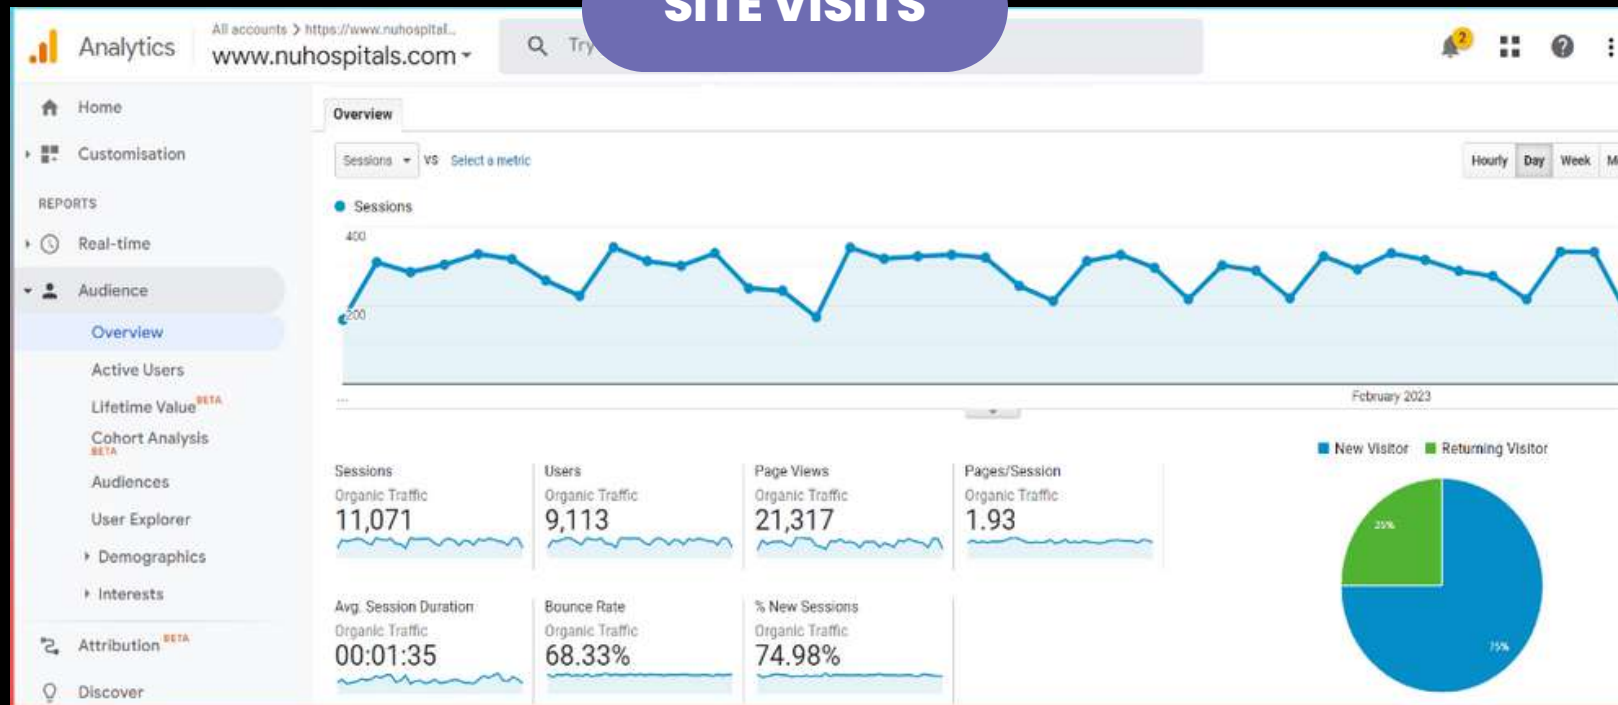 SITE VISITS
Analytics
All accounts > https://www.nuhospital...
www.nuhospitals.com
Try
2
Home
Customisation
REPORTS
Real-time
Audience
Overview
Active Users
Lifetime Value BETA
Cohort Analysis
BETA
Audiences
User Explorer
Demographics
Interests
Attribution BETA
Discover
Overview
Sessions VS Select a metric
Hourly Day Week M
Sessions
400
200
...
February 2023
New Visitor Returning Visitor
Sessions
Organic Traffic
11,071
Users
Organic Traffic
9,113
Page Views
Organic Traffic
21,317
Pages/Session
Organic Traffic
1.93
Avg. Session Duration
Organic Traffic
00:01:35
Bounce Rate
Organic Traffic
68.33%
% New Sessions
Organic Traffic
74.98%
25%
75%